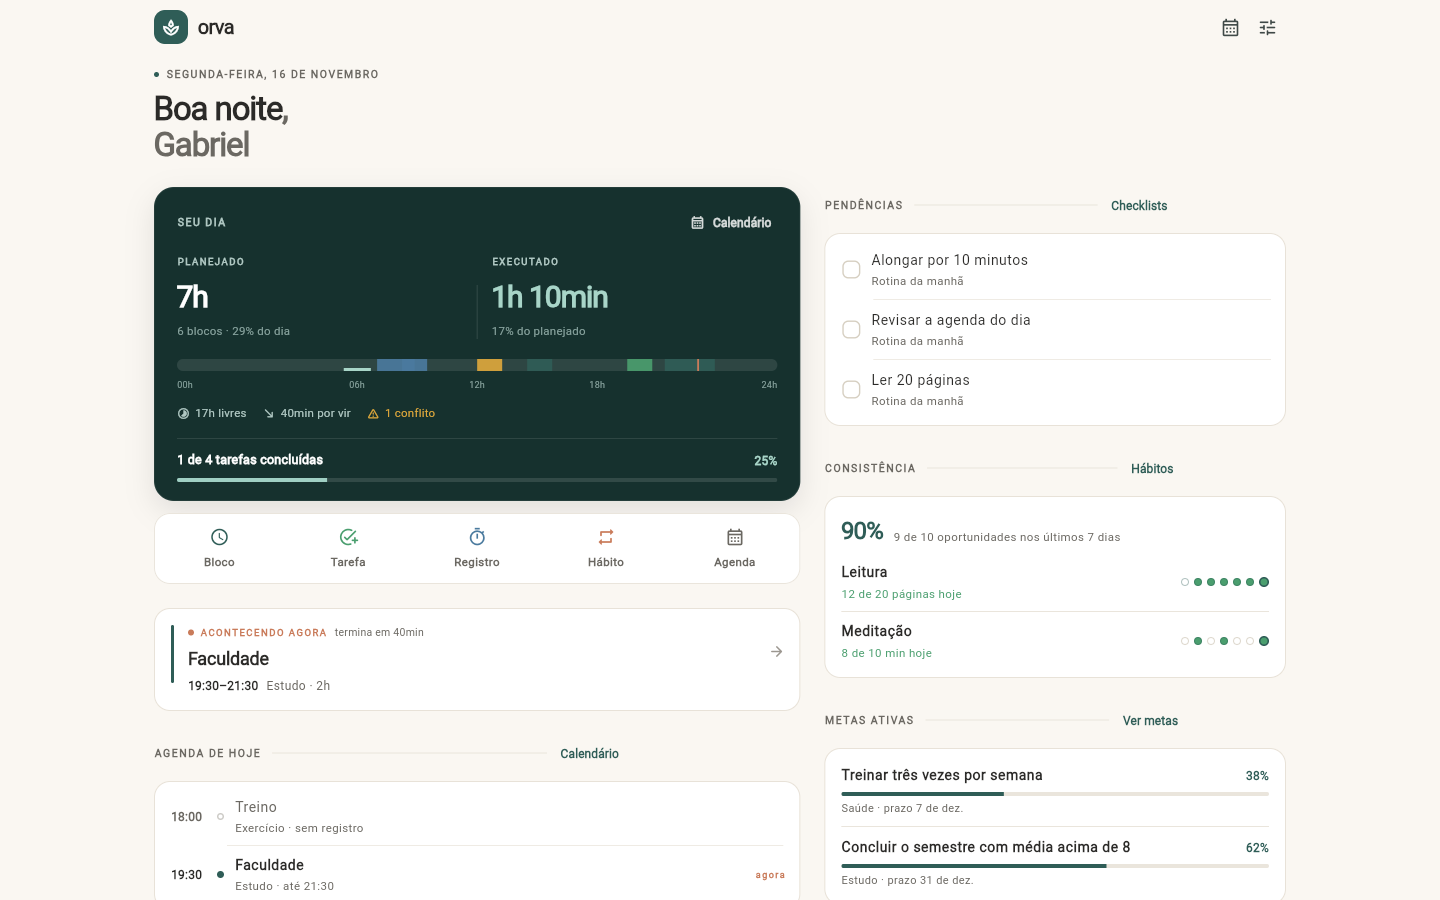 orva
SEGUNDA-FEIRA, 16 DE NOVEMBRO
Boa noite,
Gabriel
SEU DIA
Calendário
PLANEJADO
7h
6 blocos · 29% do dia
EXECUTADO
1h 10min
17% do planejado
00h 06h 12h 18h 24h
17h livres 40min por vir 1 conflito
1 de 4 tarefas concluídas 25%
Bloco Tarefa Registro Hábito Agenda
ACONTECENDO AGORA termina em 40min
Faculdade
19:30–21:30 Estudo · 2h
AGENDA DE HOJE Calendário
18:00 Treino
Exercício · sem registro
19:30 Faculdade agora
Estudo · até 21:30
PENDÊNCIAS Checklists
Alongar por 10 minutos
Rotina da manhã
Revisar a agenda do dia
Rotina da manhã
Ler 20 páginas
Rotina da manhã
CONSISTÊNCIA Hábitos
90% 9 de 10 oportunidades nos últimos 7 dias
Leitura
12 de 20 páginas hoje
Meditação
8 de 10 min hoje
METAS ATIVAS Ver metas
Treinar três vezes por semana 38%
Saúde · prazo 7 de dez.
Concluir o semestre com média acima de 8 62%
Estudo · prazo 31 de dez.